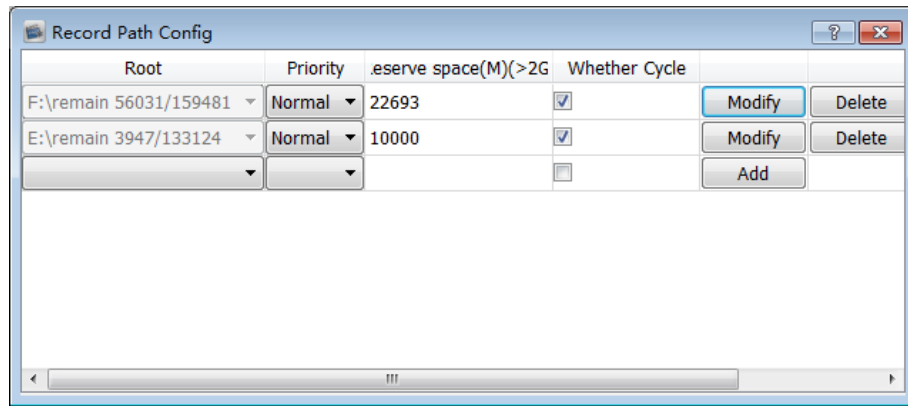 Record Path Config
Root Priority .eserve space(M)(>2G Whether Cycle
F:\remain 56031/159481 Normal 22693 Modify Delete
E:\remain 3947/133124 Normal 10000 Modify Delete
Add